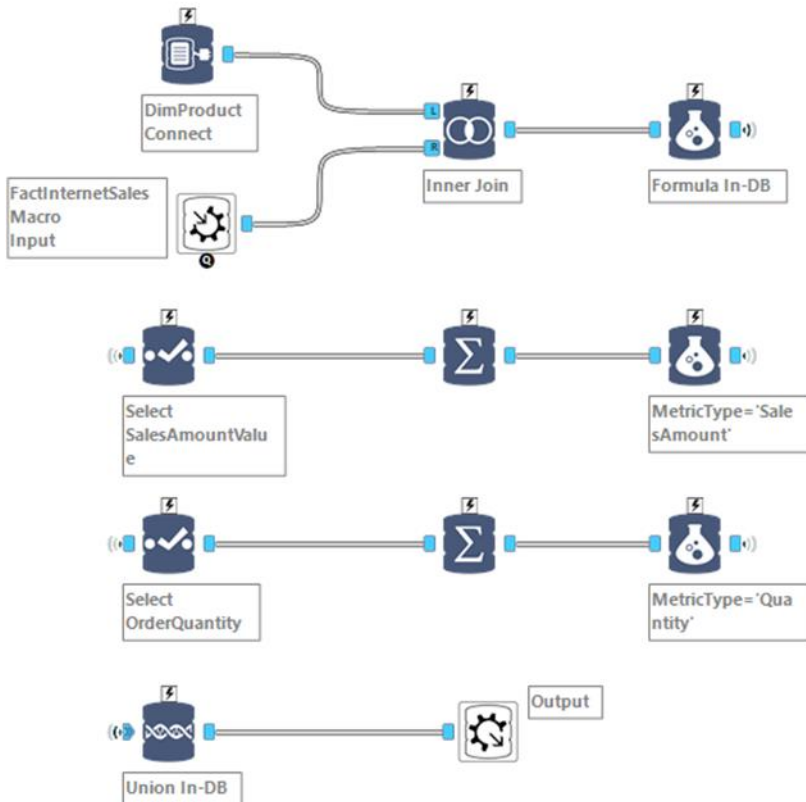 DimProduct
Connect
L
R
Inner Join
Formula In-DB
FactInternetSales
Macro
Input
Q
Select
SalesAmountValu
e
Σ
MetricType='Sale
sAmount'
Select
OrderQuantity
Σ
MetricType='Qua
ntity'
Output
Union In-DB